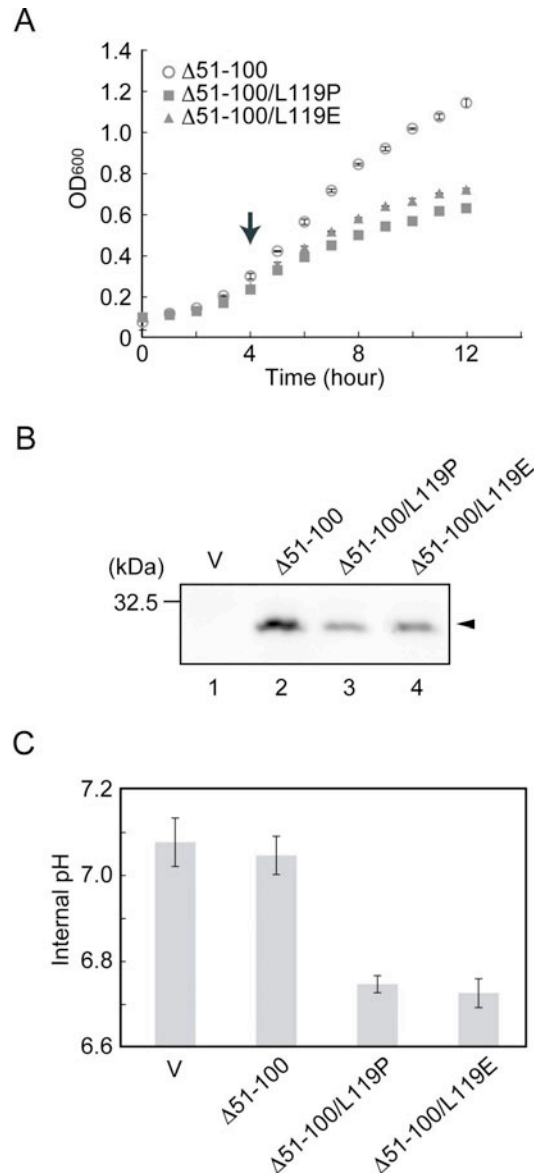 A
1.4
1.2
1.0
0.8
0.6
0.4
0.2
0
OD600
Δ51-100
Δ51-100/L119P
Δ51-100/L119E
0 4 8 12
Time (hour)
B
(kDa) V Δ51-100 Δ51-100/L119P Δ51-100/L119E
32.5
1 2 3 4
C
7.2
7.0
6.8
6.6
Internal pH
V Δ51-100 Δ51-100/L119P Δ51-100/L119E